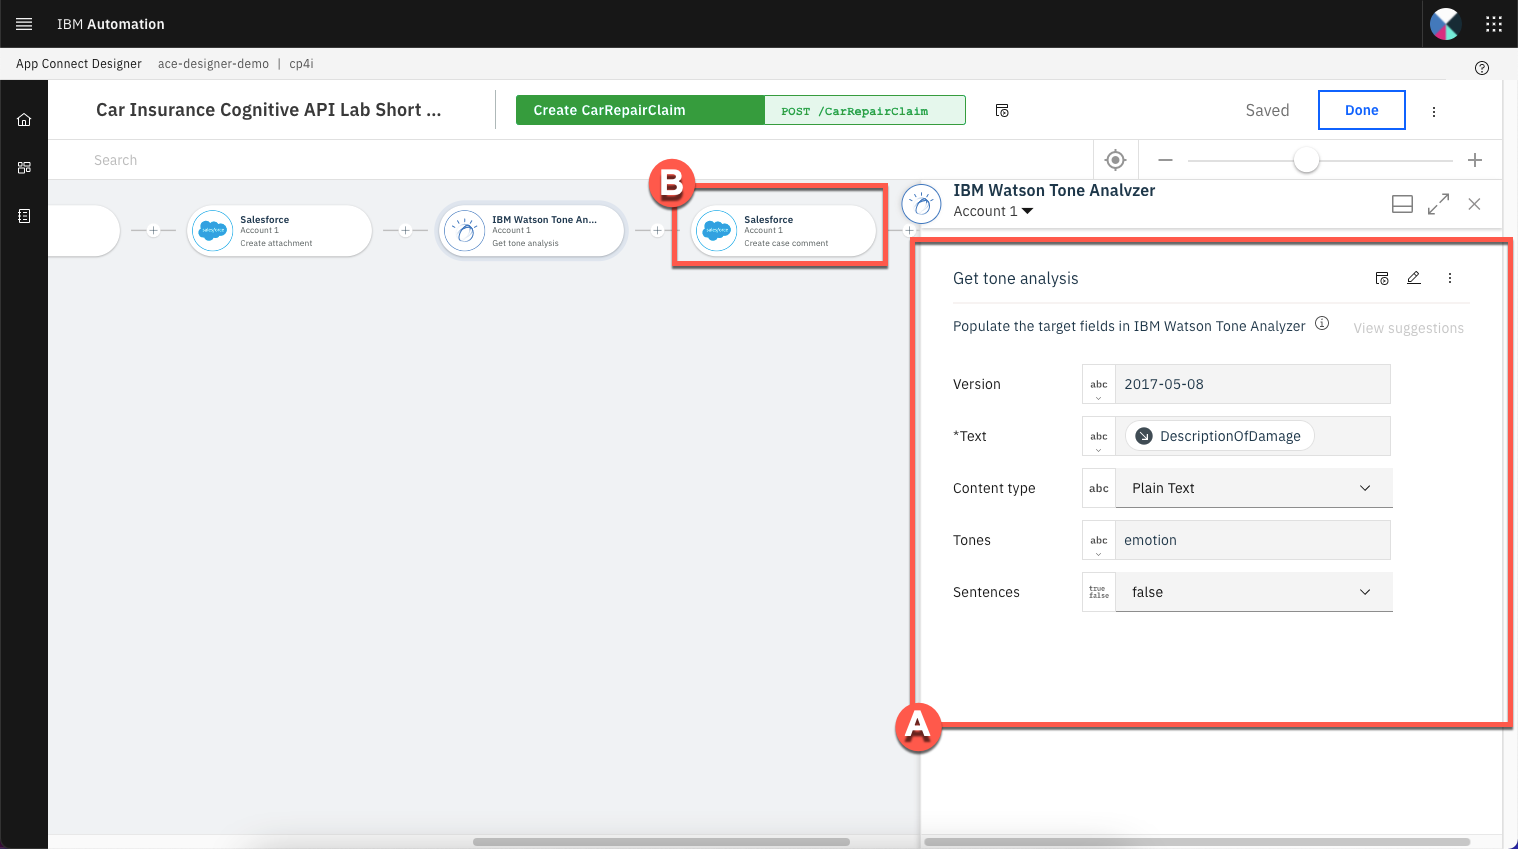 IBM Automation
App Connect Designer ace-designer-demo | cp4i
Car Insurance Cognitive API Lab Short ...
Create CarRepairClaim
POST /CarRepairClaim
Saved
Done
Search
B
Salesforce
Account 1
Create attachment
IBM Watson Tone An...
Account 1
Get tone analysis
Salesforce
Account 1
Create case comment
IBM Watson Tone Analyzer
Account 1
Get tone analysis
Populate the target fields in IBM Watson Tone Analyzer
View suggestions
Version
abc
2017-05-08
*Text
abc
DescriptionOfDamage
Content type
abc
Plain Text
Tones
abc
emotion
Sentences
true
false
false
A